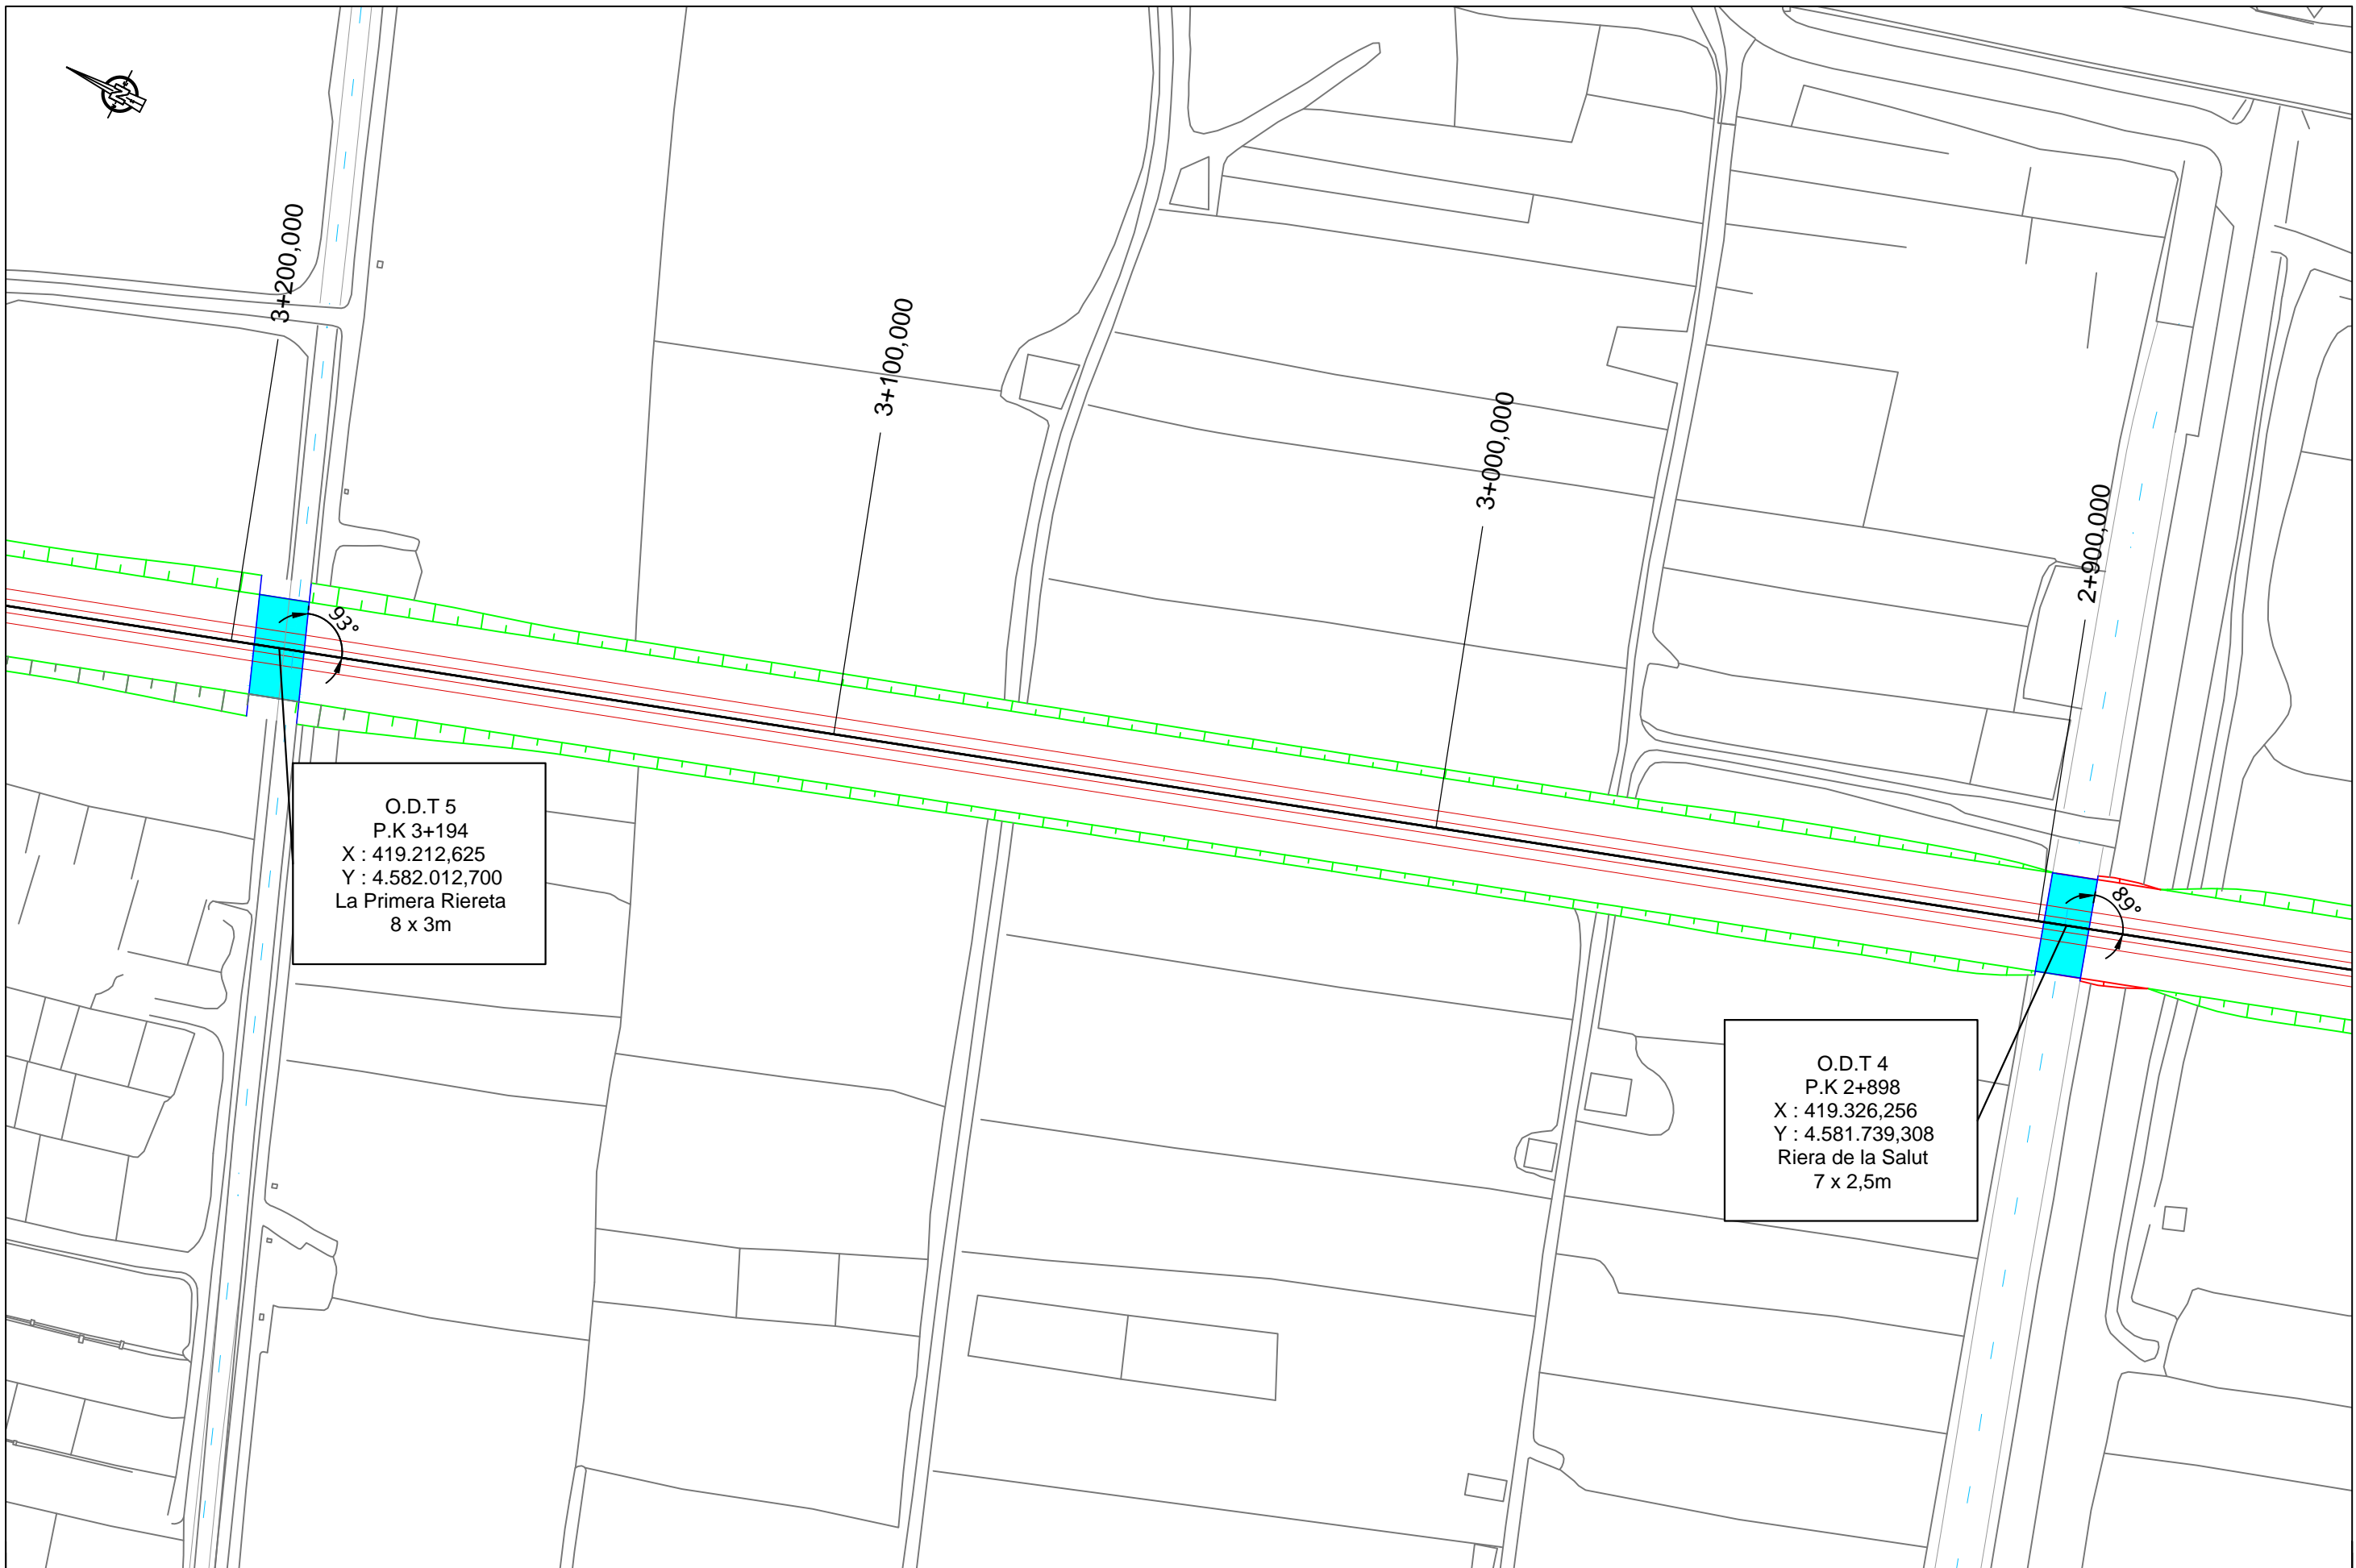 N
3+200,000
3+100,000
3+000,000
2+900,000
93°
89°
O.D.T 5
P.K 3+194
X : 419.212,625
Y : 4.582.012,700
La Primera Riereta
8 x 3m
O.D.T 4
P.K 2+898
X : 419.326,256
Y : 4.581.739,308
Riera de la Salut
7 x 2,5m